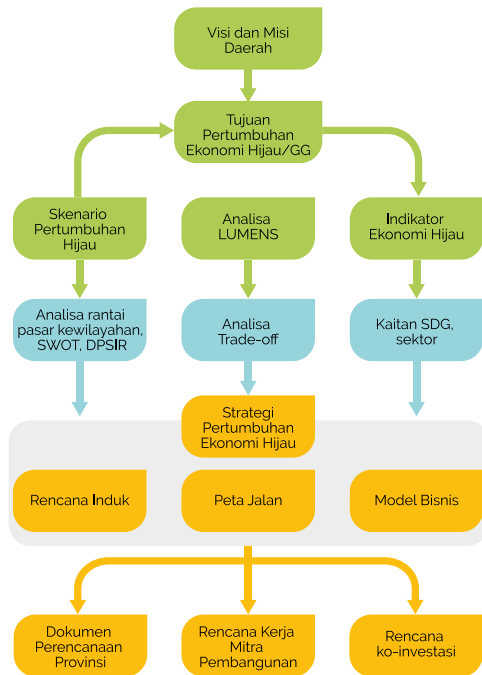 Visi dan Misi
Daerah
Tujuan
Pertumbuhan
Ekonomi Hijau/GG
Skenario
Pertumbuhan
Hijau
Analisa
LUMENS
Indikator
Ekonomi Hijau
Analisa rantai
pasar kewilayahan,
SWOT, DPSIR
Analisa
Trade-off
Kaitan SDG,
sektor
Strategi
Pertumbuhan
Ekonomi Hijau
Rencana Induk
Peta Jalan
Model Bisnis
Dokumen
Perencanaan
Provinsi
Rencana Kerja
Mitra
Pembangunan
Rencana
ko-investasi